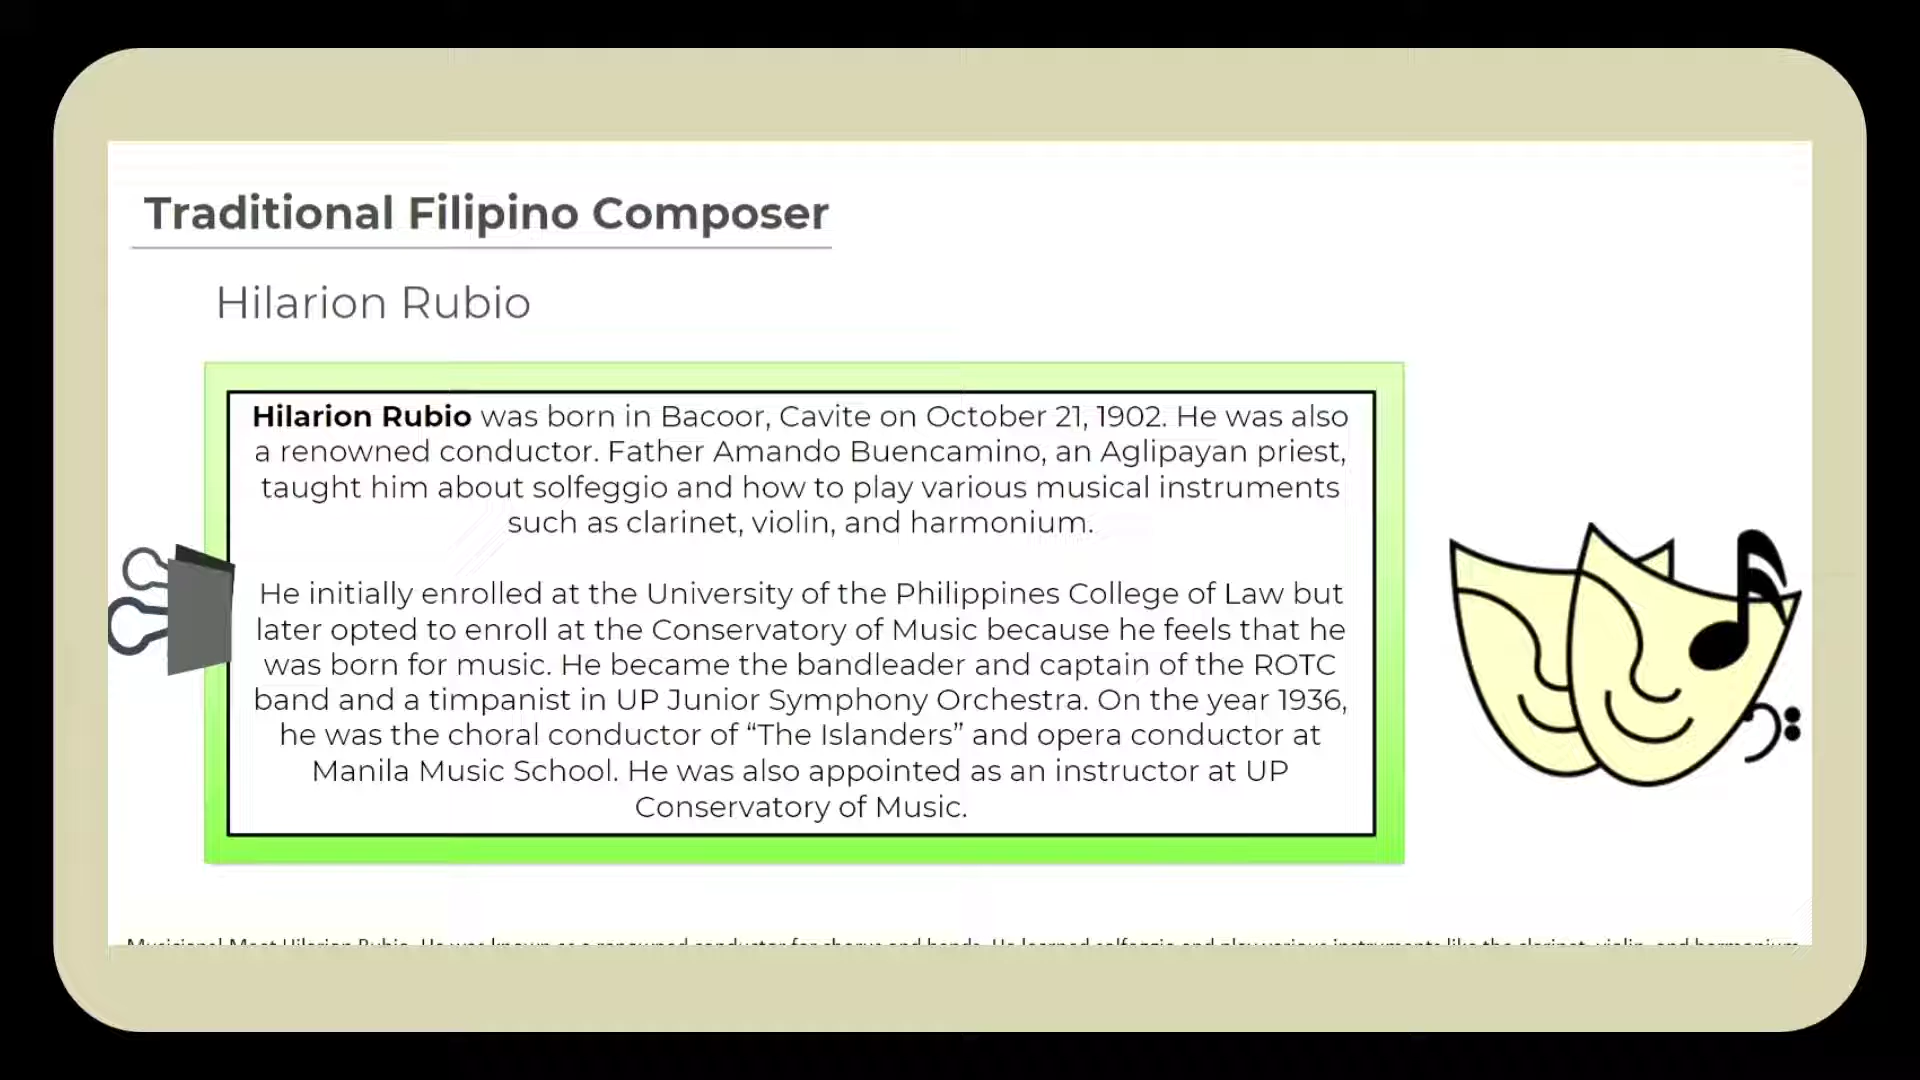 Traditional Filipino Composer
Hilarion Rubio
Hilarion Rubio was born in Bacoor, Cavite on October 21, 1902. He was also
a renowned conductor. Father Amando Buencamino, an Aglipayan priest,
taught him about solfeggio and how to play various musical instruments
such as clarinet, violin, and harmonium.
He initially enrolled at the University of the Philippines College of Law but
later opted to enroll at the Conservatory of Music because he feels that he
was born for music. He became the bandleader and captain of the ROTC
band and a timpanist in UP Junior Symphony Orchestra. On the year 1936,
he was the choral conductor of “The Islanders” and opera conductor at
Manila Music School. He was also appointed as an instructor at UP
Conservatory of Music.